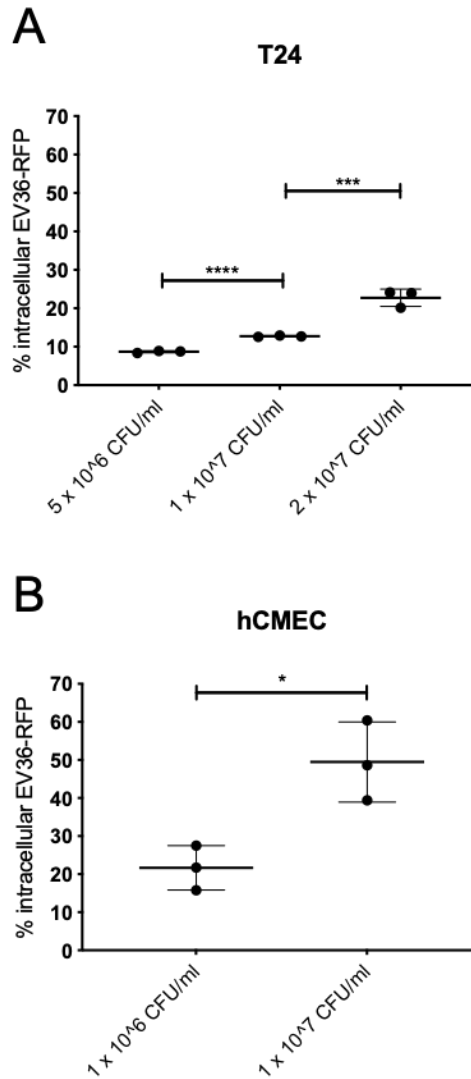 A
T24
% intracellular EV36-RFP
70
60
50
40
30
20
10
0
****
***
5 x 10^6 CFU/ml
1 x 10^7 CFU/ml
2 x 10^7 CFU/ml
B
hCMEC
% intracellular EV36-RFP
70
60
50
40
30
20
10
0
*
1 x 10^6 CFU/ml
1 x 10^7 CFU/ml